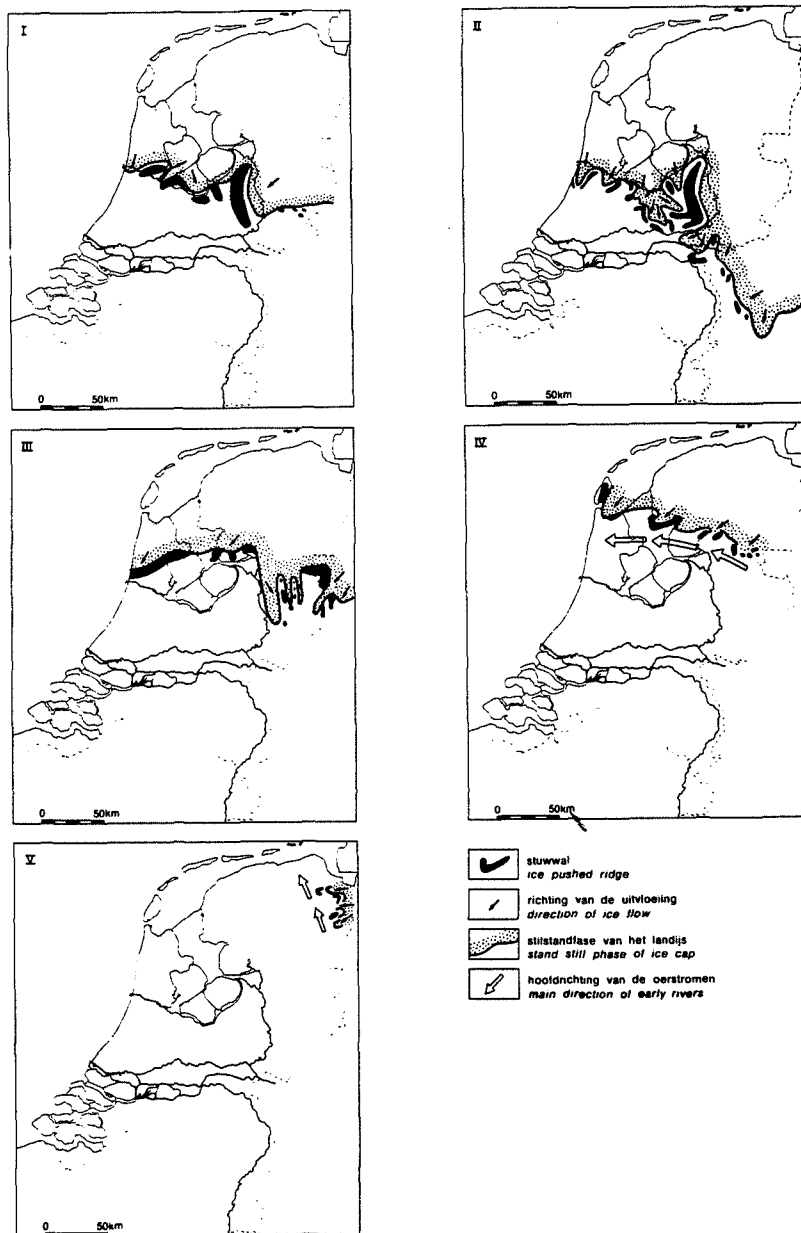 I
0 50km
II
0 50km
III
0 50km
IV
0 50km
V
0 50km
stuwwal
ice pushed ridge
richting van de uitvloeiing
direction of ice flow
stilstandfase van het landijs
stand still phase of ice cap
hoofdrichting van de oerstromen
main direction of early rivers